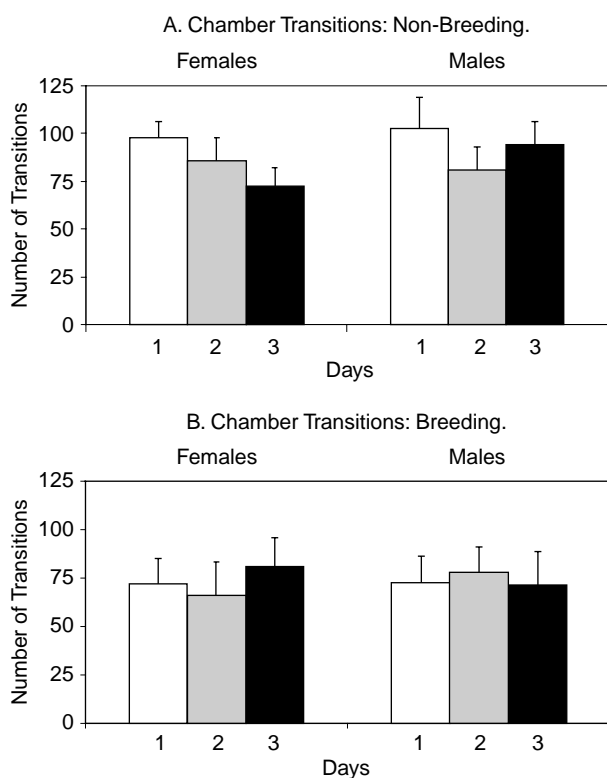 A. Chamber Transitions: Non-Breeding.
Females Males
Number of Transitions
125
100
75
50
25
0
1 2 3 1 2 3
Days
B. Chamber Transitions: Breeding.
Females Males
Number of Transitions
125
100
75
50
25
0
1 2 3 1 2 3
Days